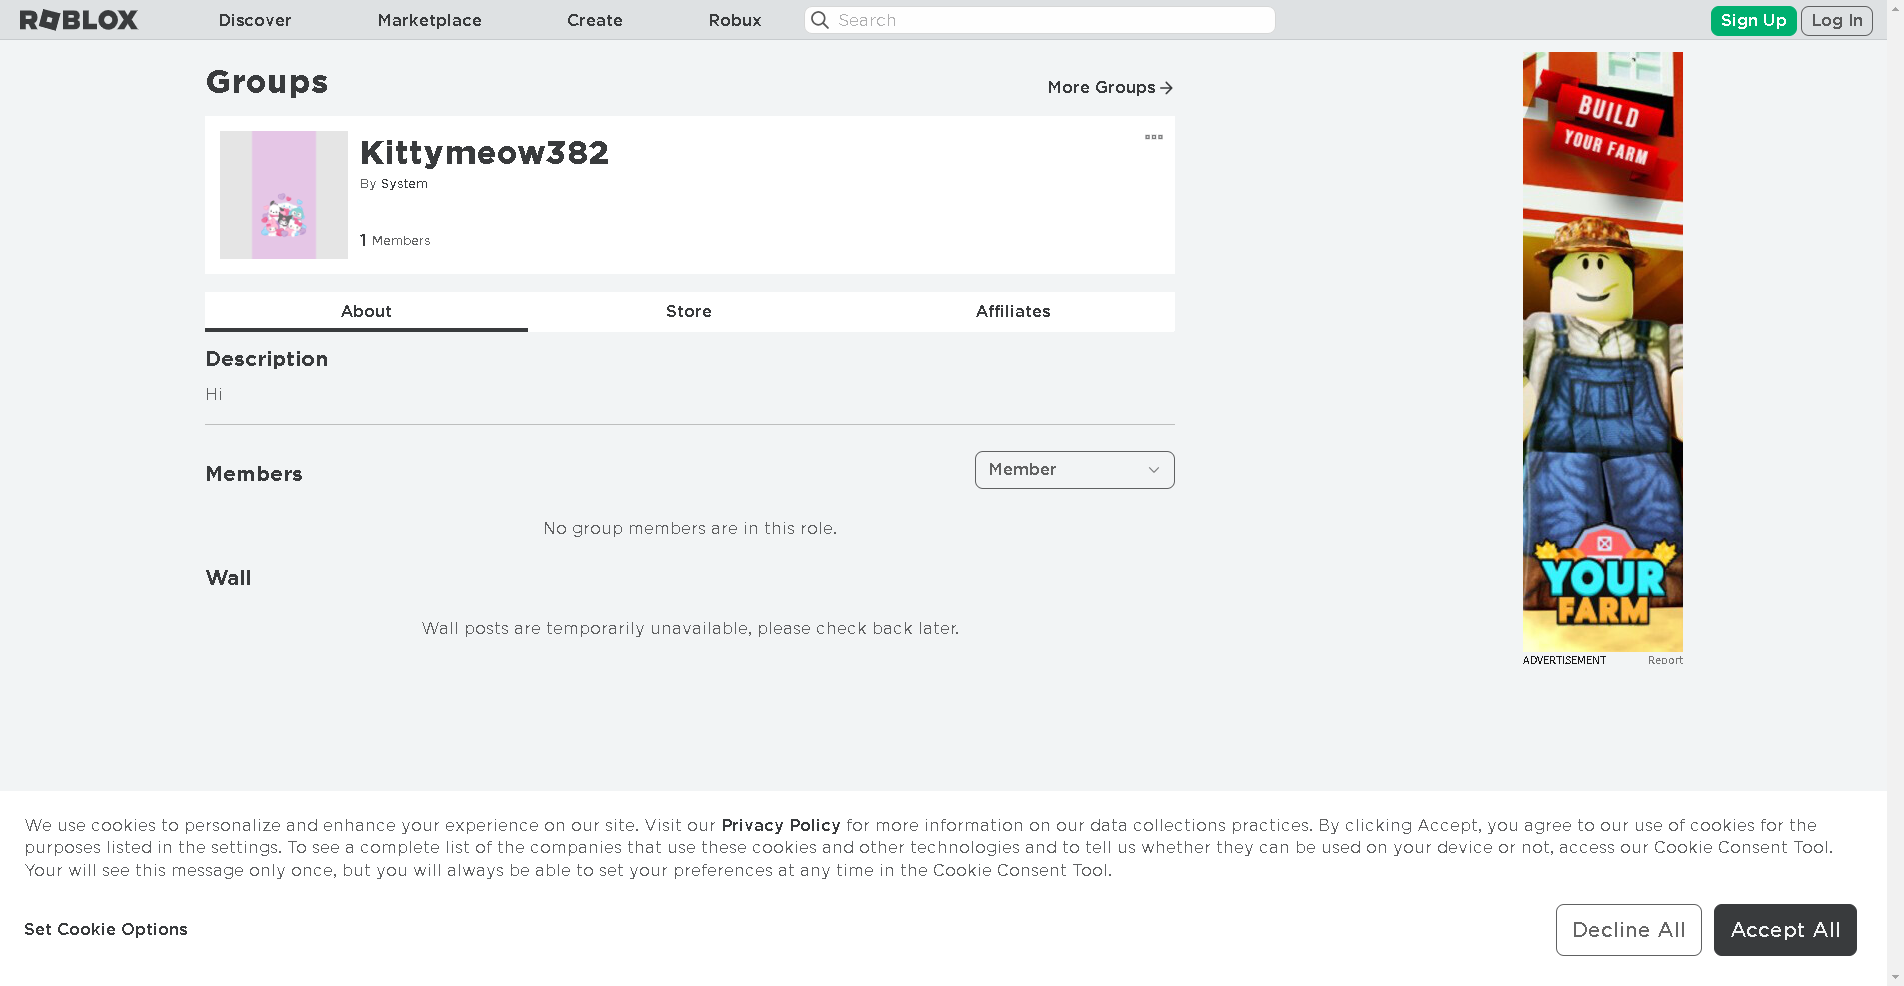 ROBLOX
Discover
Marketplace
Create
Robux
Search
Sign Up
Log In
Groups
More Groups
Kittymeow382
By System
1 Members
About
Store
Affiliates
Description
Hi
Members
Member
No group members are in this role.
Wall
Wall posts are temporarily unavailable, please check back later.
BUILD
YOUR FARM
YOUR
FARM
ADVERTISEMENT
Report
We use cookies to personalize and enhance your experience on our site. Visit our Privacy Policy for more information on our data collections practices. By clicking Accept, you agree to our use of cookies for the
purposes listed in the settings. To see a complete list of the companies that use these cookies and other technologies and to tell us whether they can be used on your device or not, access our Cookie Consent Tool.
Your will see this message only once, but you will always be able to set your preferences at any time in the Cookie Consent Tool.
Set Cookie Options
Decline All
Accept All